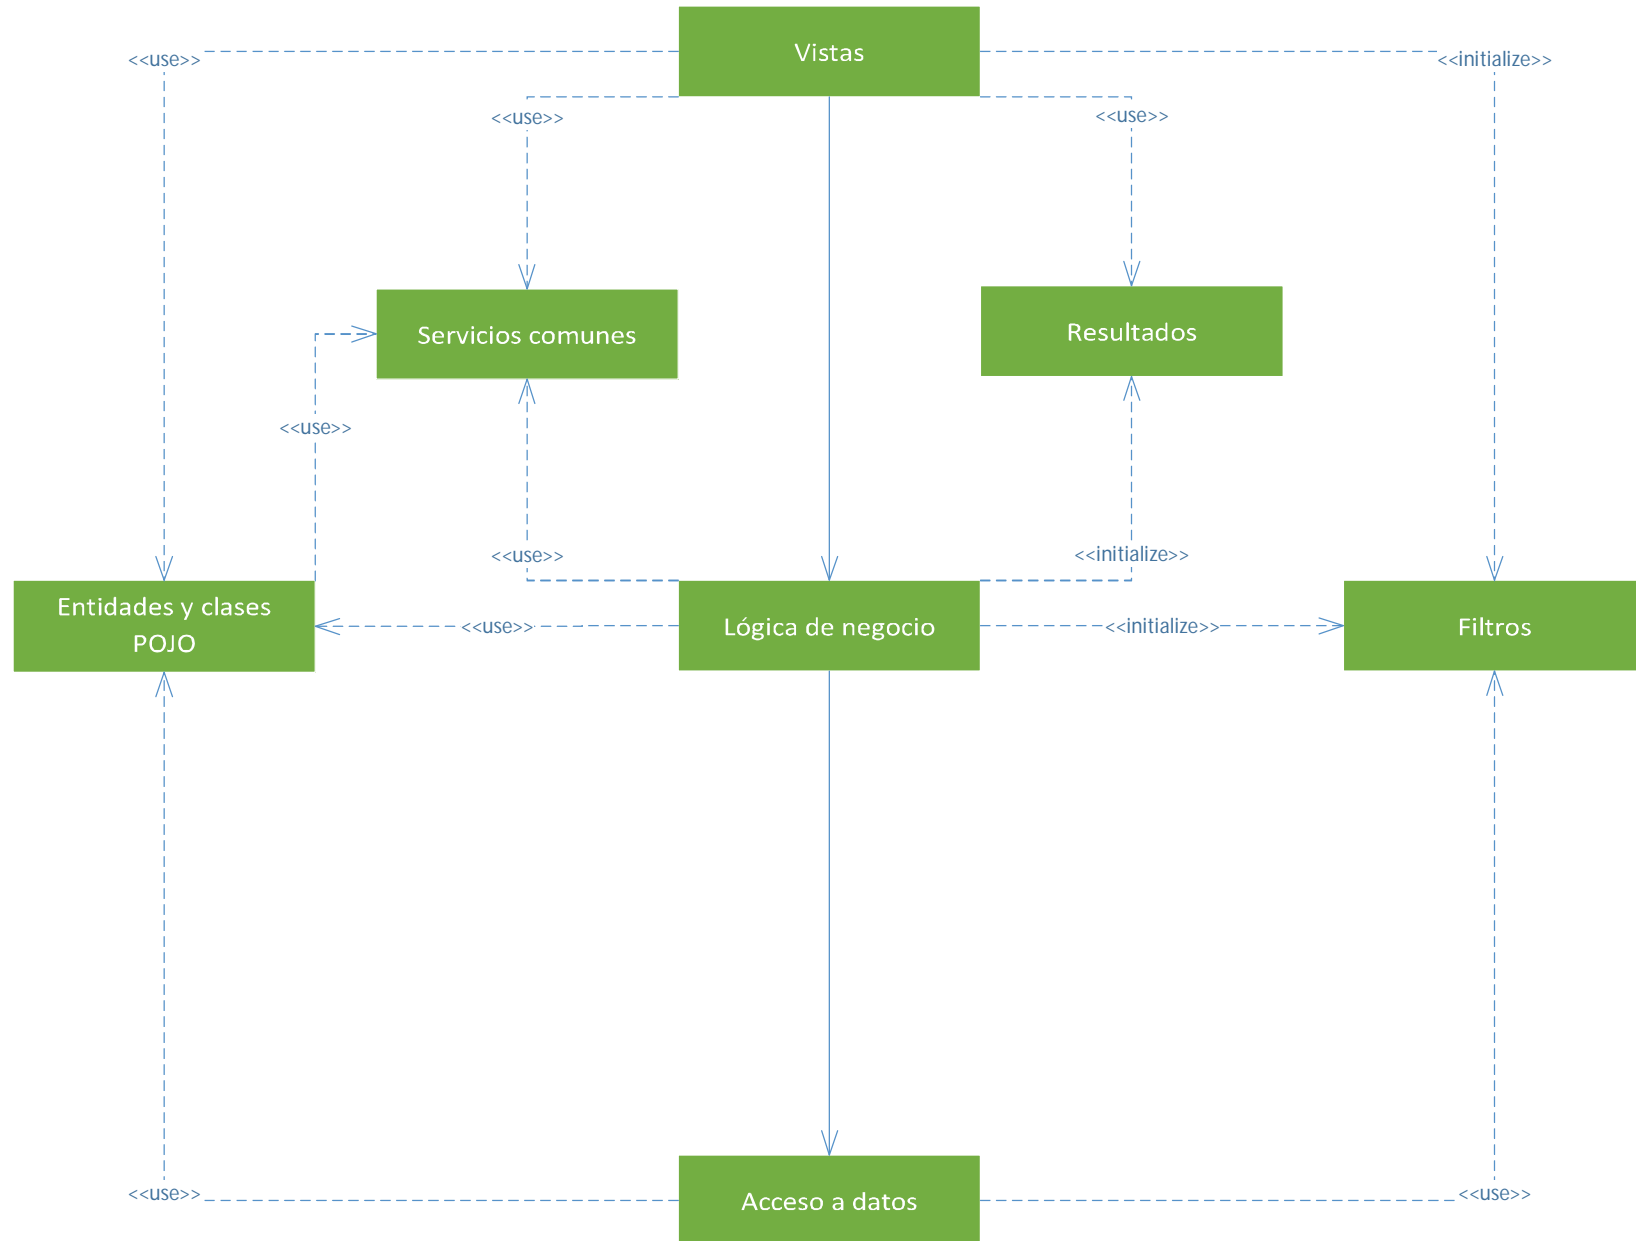 Vistas
<<use>>
<<initialize>>
<<use>>
<<use>>
Servicios comunes
Resultados
<<use>>
<<use>>
<<initialize>>
Entidades y clases
POJO
<<use>>
Lógica de negocio
<<initialize>>
Filtros
<<use>>
Acceso a datos
<<use>>